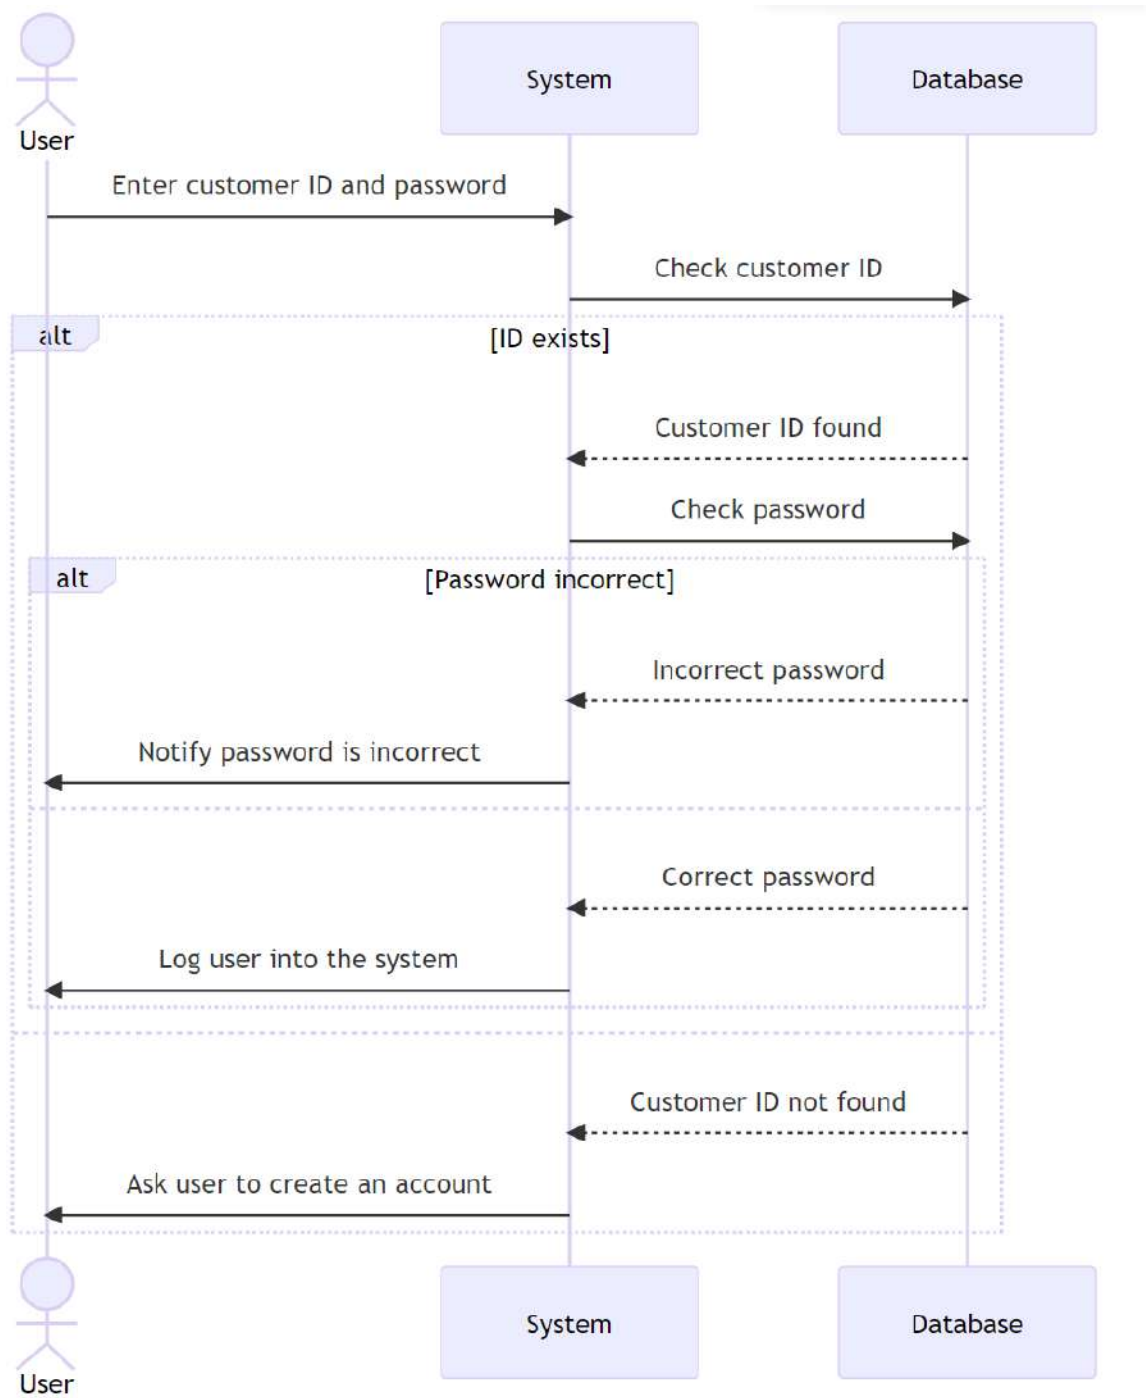 System
Database
User
Enter customer ID and password
Check customer ID
alt
[ID exists]
Customer ID found
Check password
alt
[Password incorrect]
Incorrect password
Notify password is incorrect
Correct password
Log user into the system
Customer ID not found
Ask user to create an account
System
Database
User